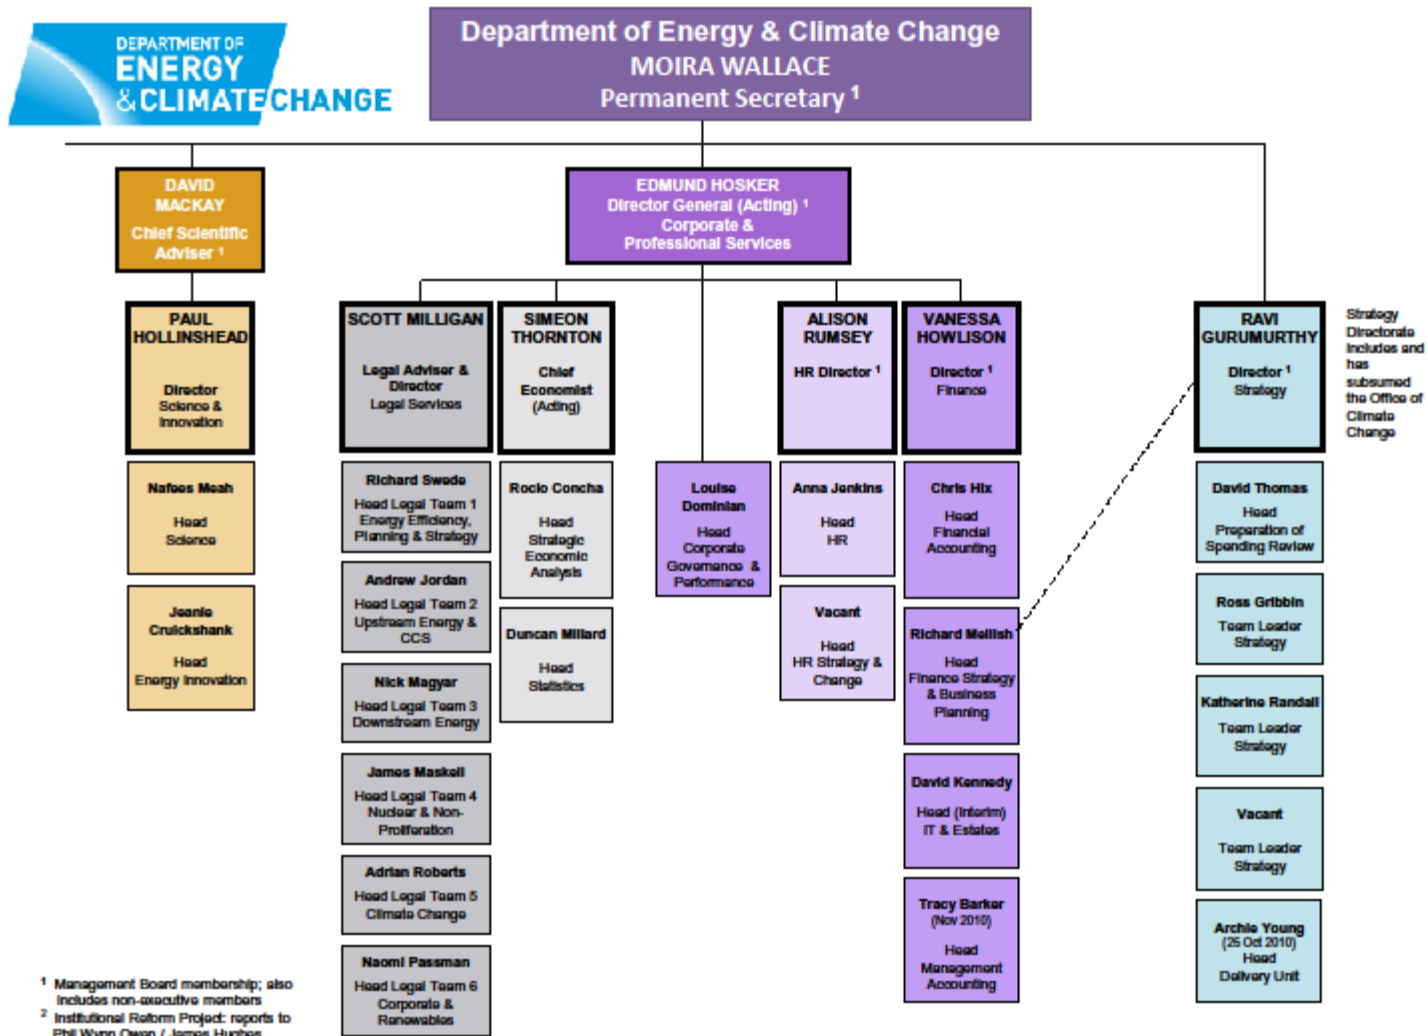 DEPARTMENT OF
ENERGY
& CLIMATE CHANGE
Department of Energy & Climate Change
MOIRA WALLACE
Permanent Secretary 1
DAVID
MACKAY
Chief Scientific
Adviser 1
EDMUND HOSKER
Director General (Acting) 1
Corporate &
Professional Services
PAUL
HOLLINSHEAD
Director
Science &
Innovation
Nafees Meah
Head
Science
Jeanie
Cruickshank
Head
Energy Innovation
SCOTT MILLIGAN
Legal Adviser &
Director
Legal Services
Richard Swede
Head Legal Team 1
Energy Efficiency,
Planning & Strategy
Andrew Jordan
Head Legal Team 2
Upstream Energy &
CCS
Nick Magyar
Head Legal Team 3
Downstream Energy
James Maskell
Head Legal Team 4
Nuclear & Non-
Proliferation
Adrian Roberts
Head Legal Team 5
Climate Change
Naomi Passman
Head Legal Team 6
Corporate &
Renewables
SIMEON
THORNTON
Chief
Economist
(Acting)
Rocio Concha
Head
Strategic
Economic
Analysis
Duncan Millard
Head
Statistics
Louise
Dominian
Head
Corporate
Governance &
Performance
ALISON
RUMSEY
HR Director 1
Anna Jenkins
Head
HR
Vacant
Head
HR Strategy &
Change
VANESSA
HOWLISON
Director 1
Finance
Chris Hix
Head
Financial
Accounting
Richard Mellish
Head
Finance Strategy
& Business
Planning
David Kennedy
Head (Interim)
IT & Estates
Tracy Barker
(Nov 2010)
Head
Management
Accounting
RAVI
GURUMURTHY
Director 1
Strategy
David Thomas
Head
Preparation of
Spending Review
Ross Gribbin
Team Leader
Strategy
Katherine Randall
Team Leader
Strategy
Vacant
Team Leader
Strategy
Archie Young
(25 Oct 2010)
Head
Delivery Unit
Strategy
Directorate
includes and
has
subsumed
the Office of
Climate
Change
1 Management Board membership; also
includes non-executive members
2 Institutional Reform Project: reports to
Phil Wynn Owen / James Hughes